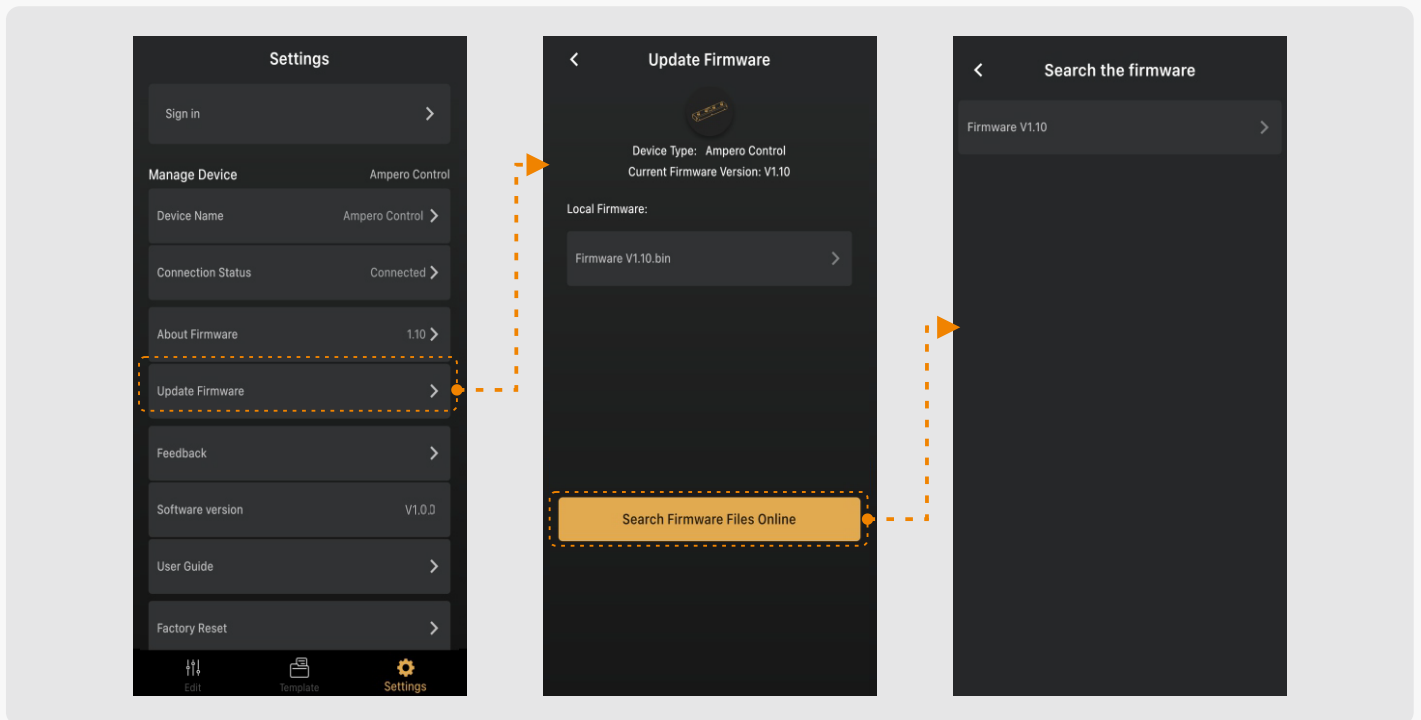 Settings
Sign in
Manage Device Ampero Control
Device Name Ampero Control
Connection Status Connected
About Firmware 1.10
Update Firmware
Feedback
Software version V1.0.0
User Guide
Factory Reset
Edit Template Settings
Update Firmware
Device Type: Ampero Control
Current Firmware Version: V1.10
Local Firmware:
Firmware V1.10.bin
Search Firmware Files Online
Search the firmware
Firmware V1.10